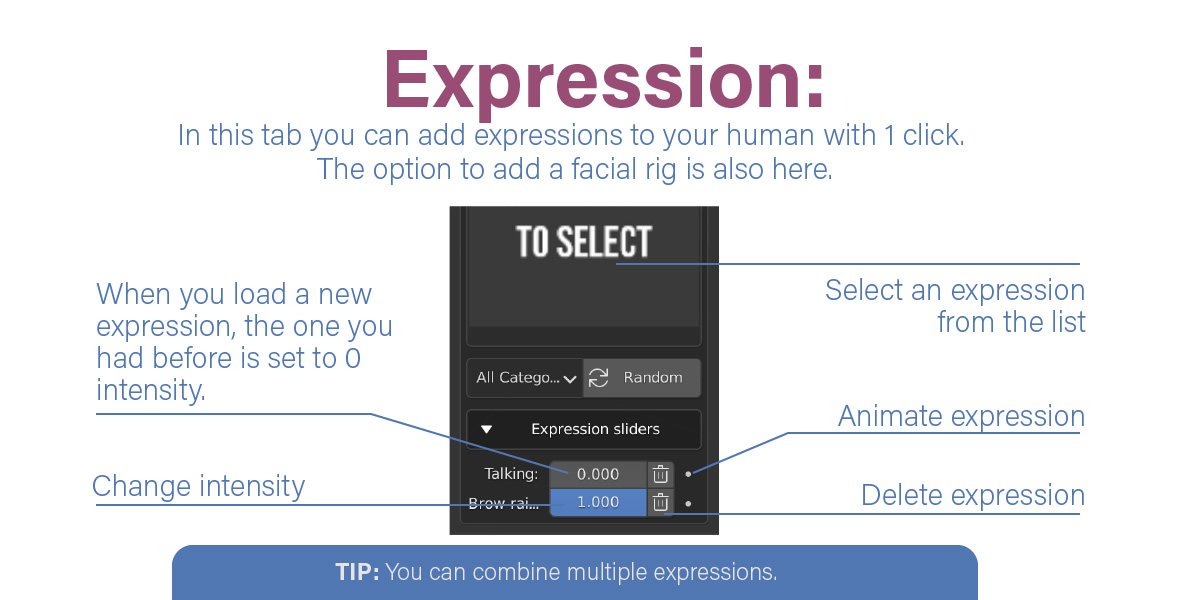 Expression:
In this tab you can add expressions to your human with 1 click.
The option to add a facial rig is also here.
TO SELECT
When you load a new
expression, the one you
had before is set to 0
intensity.
Select an expression
from the list
All Catego...
Random
Animate expression
Expression sliders
Talking:
0.000
Change intensity
Brow rai...
1.000
Delete expression
TIP: You can combine multiple expressions.